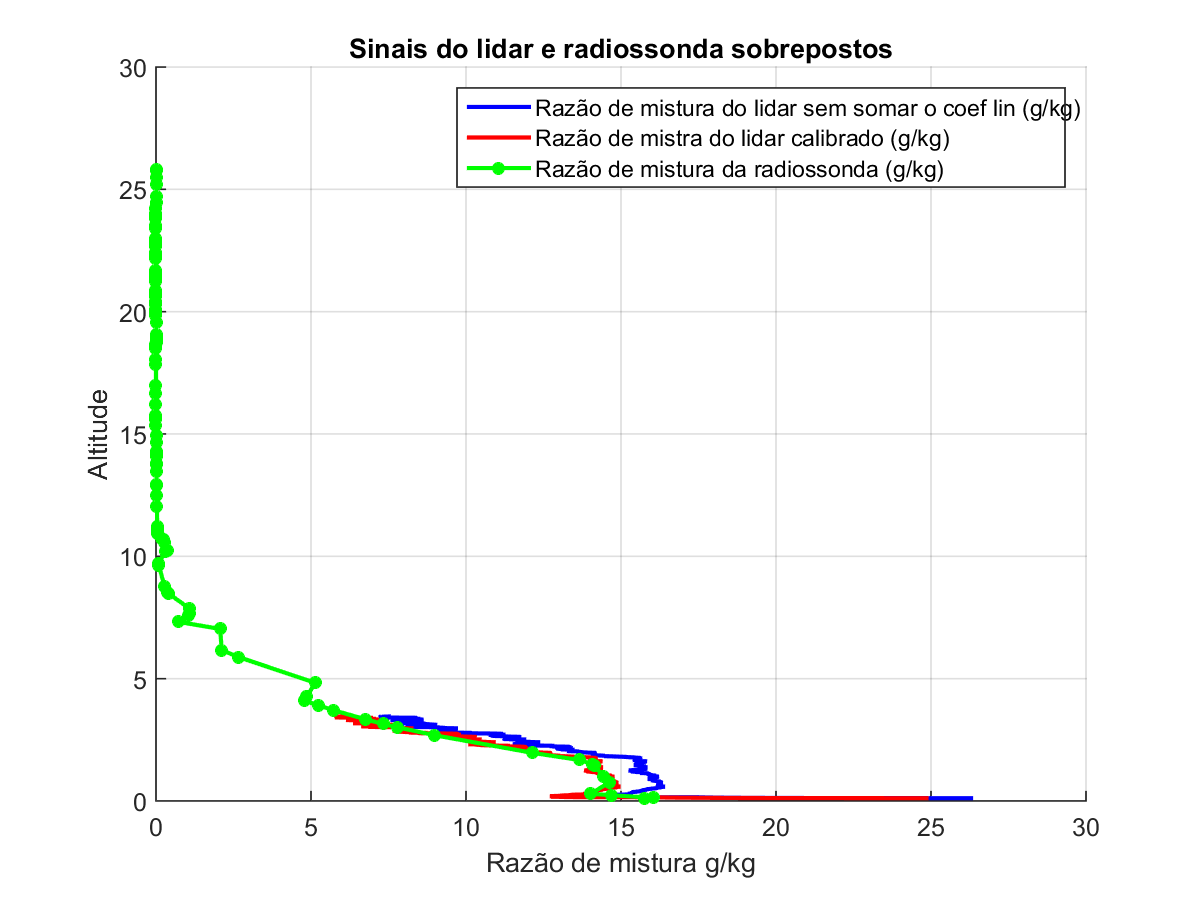 Sinais do lidar e radiossonda sobrepostos
30
Razão de mistura do lidar sem somar o coef lin (g/kg)
Razão de mistra do lidar calibrado (g/kg)
Razão de mistura da radiossonda (g/kg)
25
20
15
10
5
0
Altitude
0 5 10 15 20 25 30
Razão de mistura g/kg